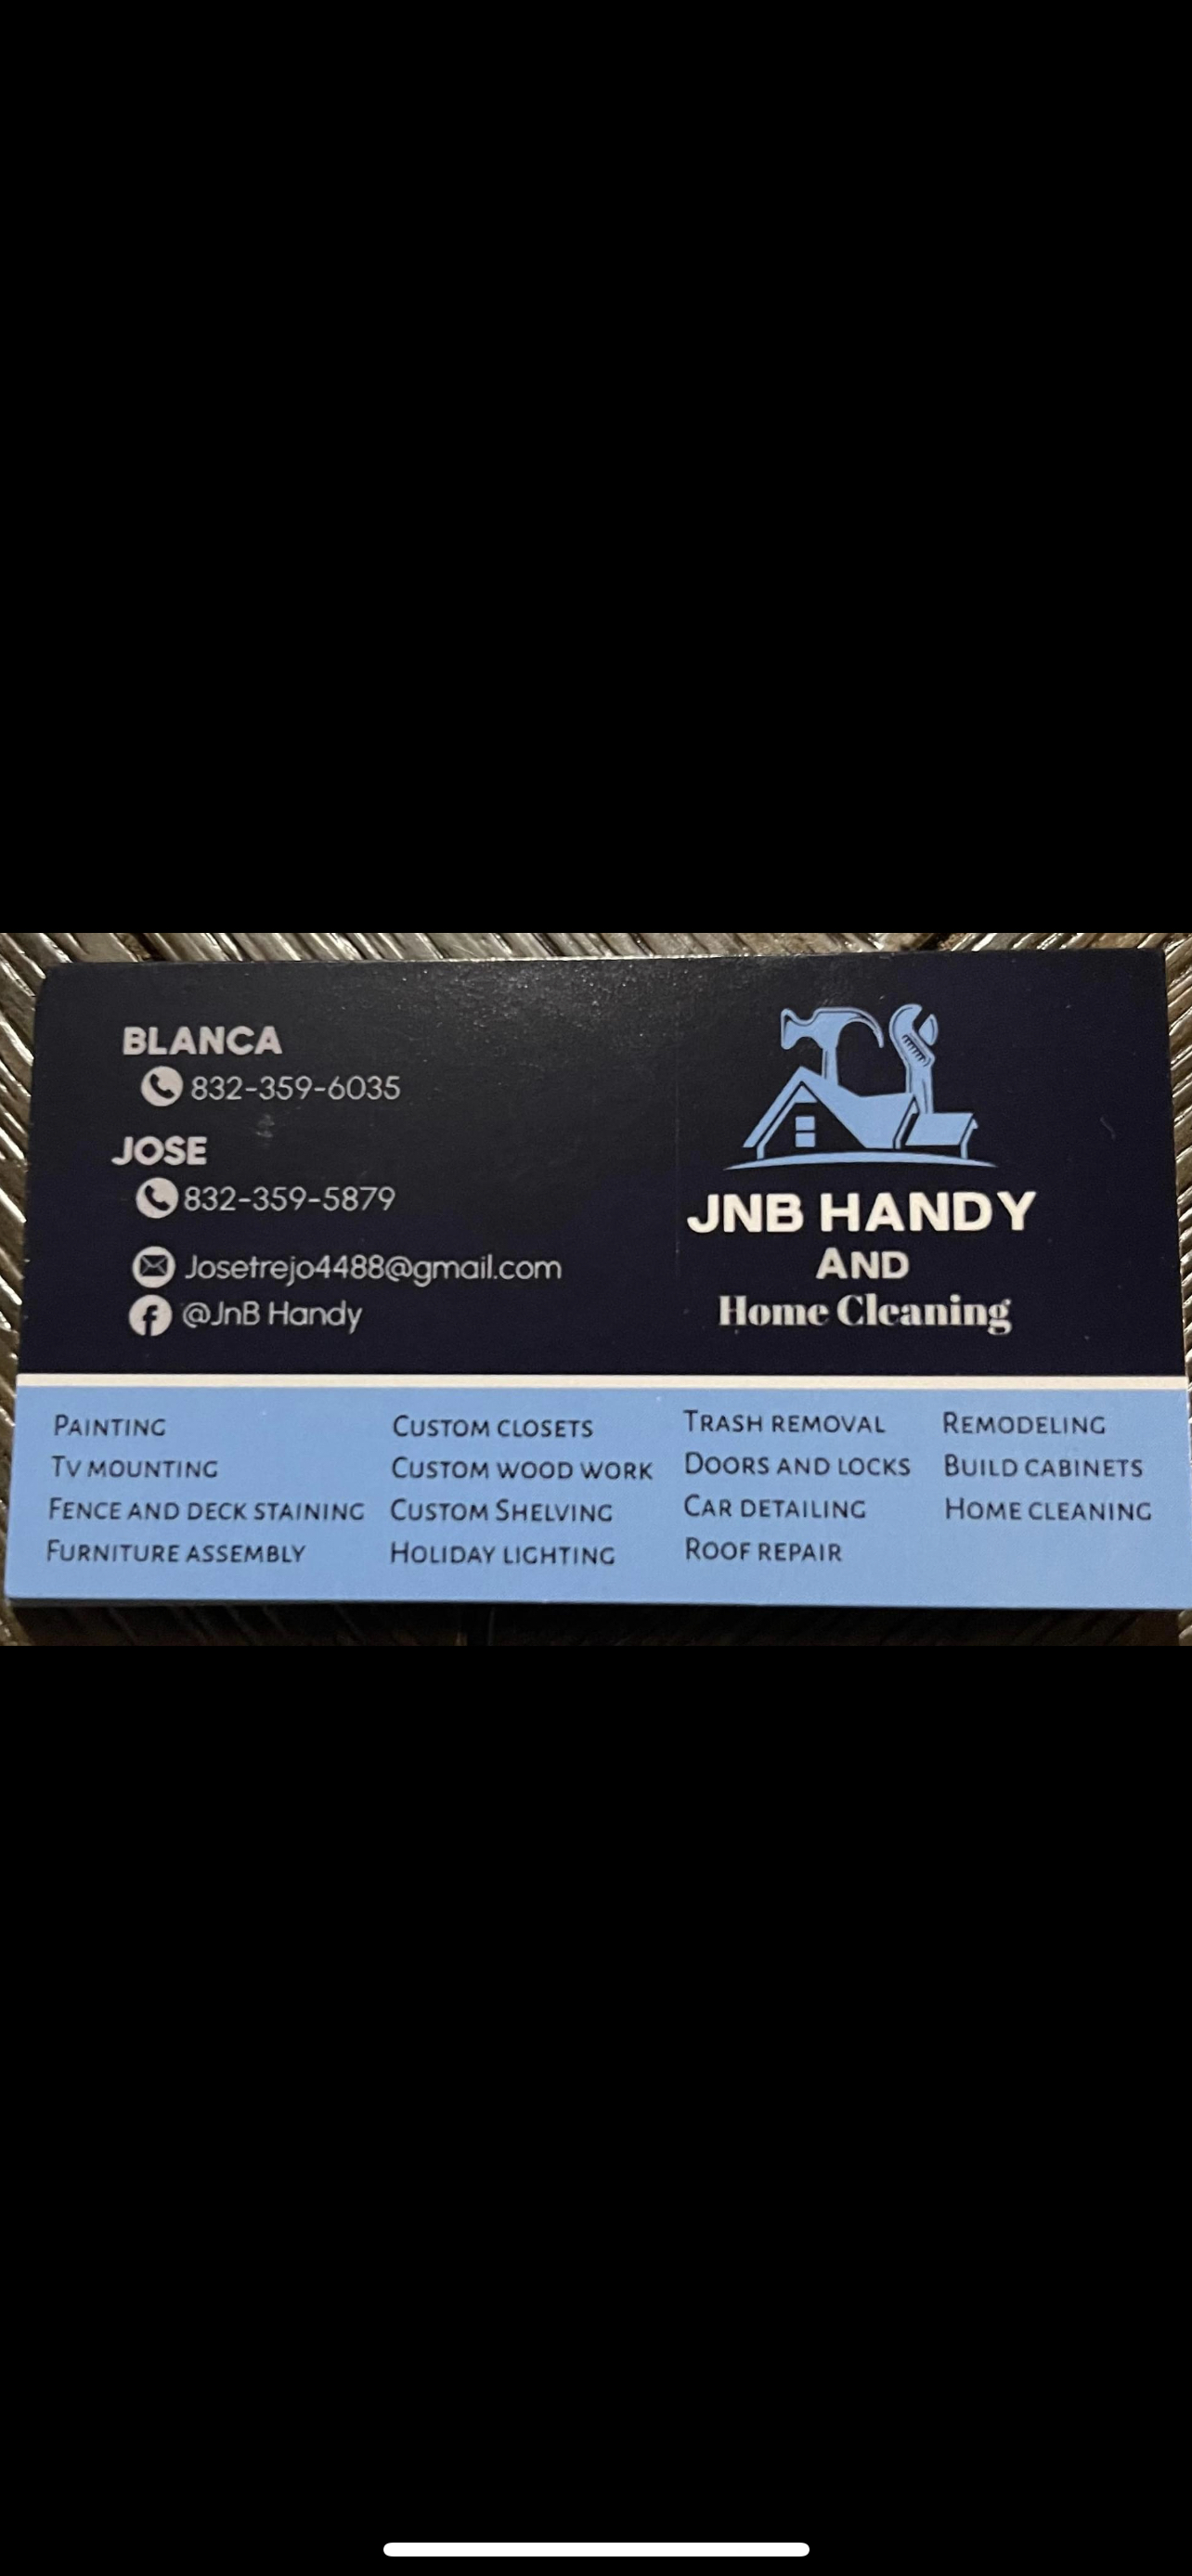 BLANCA
832-359-6035
JOSE
832-359-5879
Josetrejo4488@gmail.com
@JnB Handy
JNB HANDY
AND
Home Cleaning
PAINTING
TV MOUNTING
FENCE AND DECK STAINING
FURNITURE ASSEMBLY
CUSTOM CLOSETS
CUSTOM WOOD WORK
CUSTOM SHELVING
HOLIDAY LIGHTING
TRASH REMOVAL
DOORS AND LOCKS
CAR DETAILING
ROOF REPAIR
REMODELING
BUILD CABINETS
HOME CLEANING